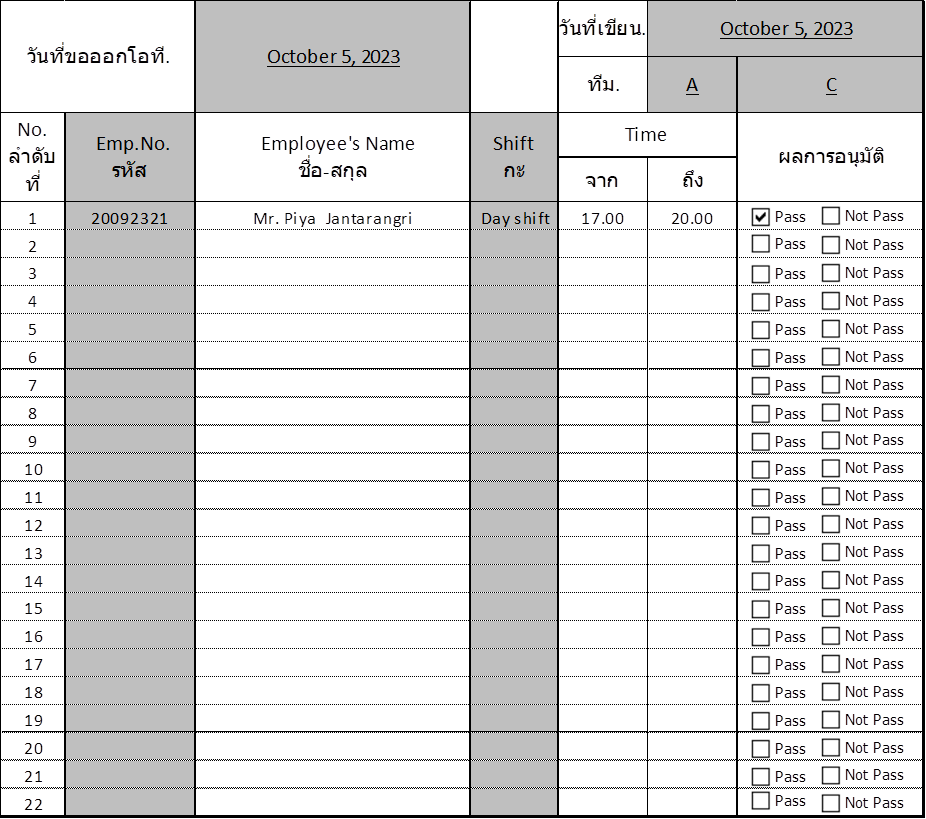 วันที่ขอออกโอที. October 5, 2023 วันที่เขียน. October 5, 2023
ทีม. A C
No. ลำดับที่ Emp.No. รหัส Employee's Name ชื่อ-สกุล Shift กะ Time จาก ถึง ผลการอนุมัติ
1 20092321 Mr. Piya Jantarangri Day shift 17.00 20.00 Pass Not Pass
2 Pass Not Pass
3 Pass Not Pass
4 Pass Not Pass
5 Pass Not Pass
6 Pass Not Pass
7 Pass Not Pass
8 Pass Not Pass
9 Pass Not Pass
10 Pass Not Pass
11 Pass Not Pass
12 Pass Not Pass
13 Pass Not Pass
14 Pass Not Pass
15 Pass Not Pass
16 Pass Not Pass
17 Pass Not Pass
18 Pass Not Pass
19 Pass Not Pass
20 Pass Not Pass
21 Pass Not Pass
22 Pass Not Pass